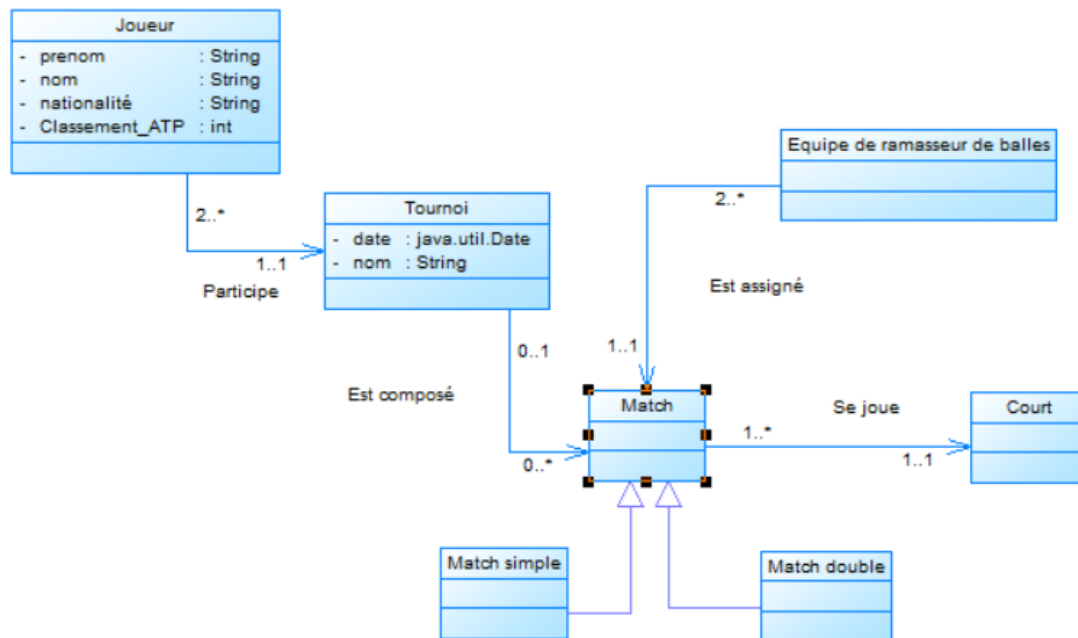 Joueur
- prenom : String
- nom : String
- nationalité : String
- Classement_ATP : int
Equipe de ramasseur de balles
2..*
2..*
Tournoi
- date : java.util.Date
- nom : String
1..1
Participe
Est assigné
0..1
1..1
Est composé
Match
Se joue
Court
1..*
0..*
1..1
Match simple
Match double